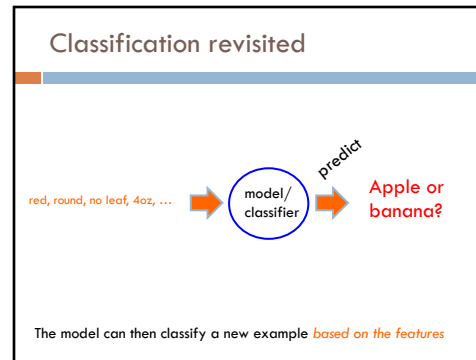 Classification revisited
predict
red, round, no leaf, 4oz, …
model/
classifier
Apple or
banana?
The model can then classify a new example based on the features